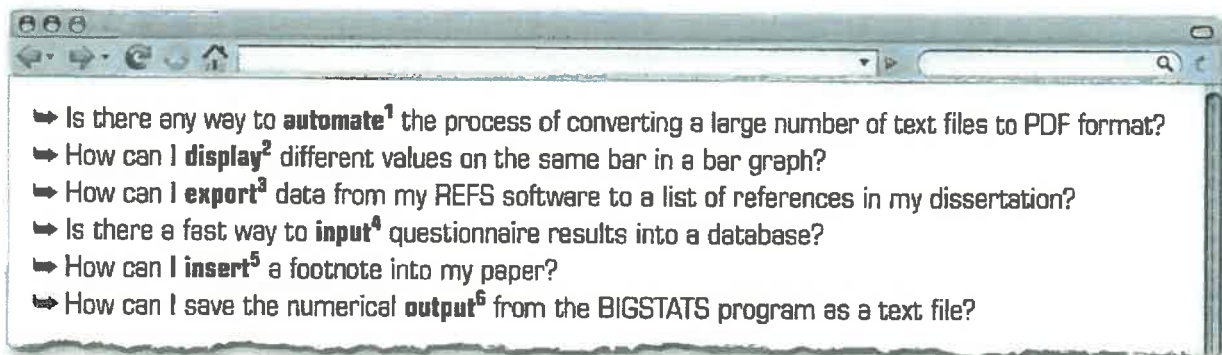 ➥ Is there any way to automate¹ the process of converting a large number of text files to PDF format?
➥ How can I display² different values on the same bar in a bar graph?
➥ How can I export³ data from my REFS software to a list of references in my dissertation?
➥ Is there a fast way to input⁴ questionnaire results into a database?
➥ How can I insert⁵ a footnote into my paper?
➥ How can I save the numerical output⁶ from the BIGSTATS program as a text file?